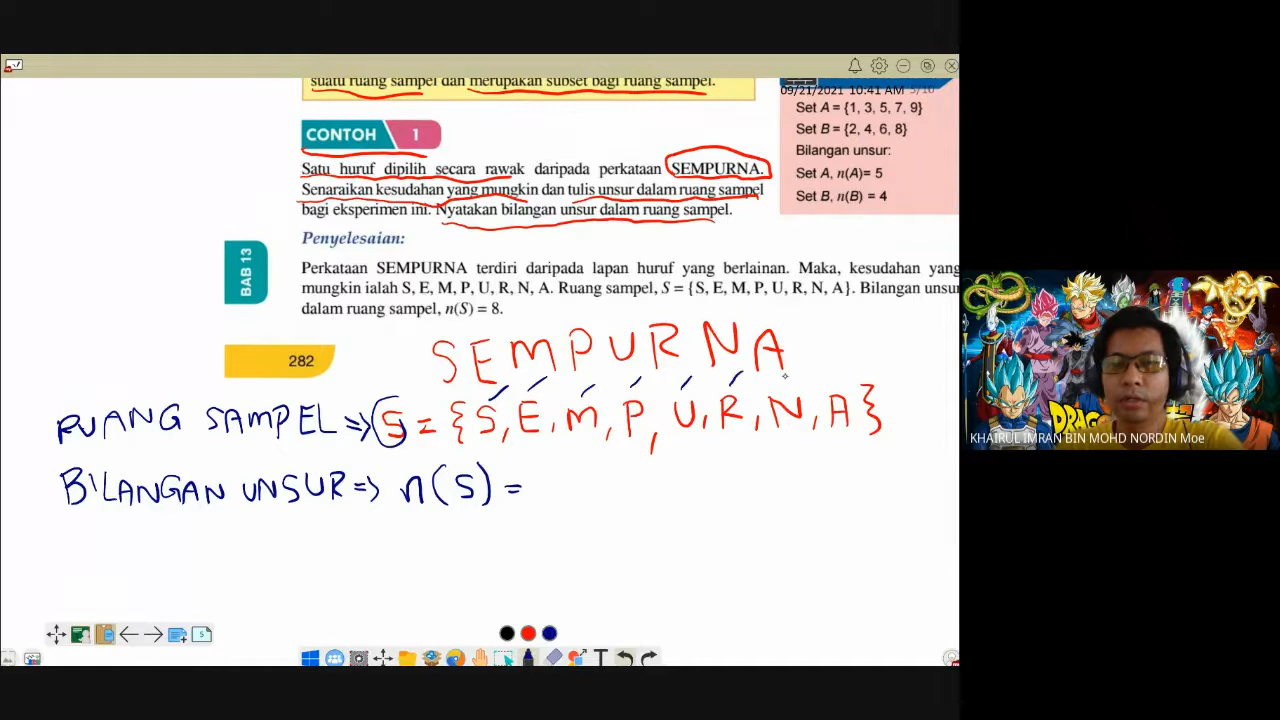 suatu ruang sampel dan merupakan subset bagi ruang sampel.
09/21/2021 10:41 AM 5/10
Set A = {1, 3, 5, 7, 9}
Set B = {2, 4, 6, 8}
Bilangan unsur:
Set A, n(A)= 5
Set B, n(B) = 4
CONTOH 1
Satu huruf dipilih secara rawak daripada perkataan SEMPURNA.
Senaraikan kesudahan yang mungkin dan tulis unsur dalam ruang sampel
bagi eksperimen ini. Nyatakan bilangan unsur dalam ruang sampel.
Penyelesaian:
BAB 13
Perkataan SEMPURNA terdiri daripada lapan huruf yang berlainan. Maka, kesudahan yang
mungkin ialah S, E, M, P, U, R, N, A. Ruang sampel, S = {S, E, M, P, U, R, N, A}. Bilangan unsur
dalam ruang sampel, n(S) = 8.
282
SEMPURNA
RUANG SAMPEL => S = {S, E, M, P, U, R, N, A}
BILANGAN UNSUR => n(S) =
KHAIRUL IMRAN BIN MOHD NORDIN Moe
5
T